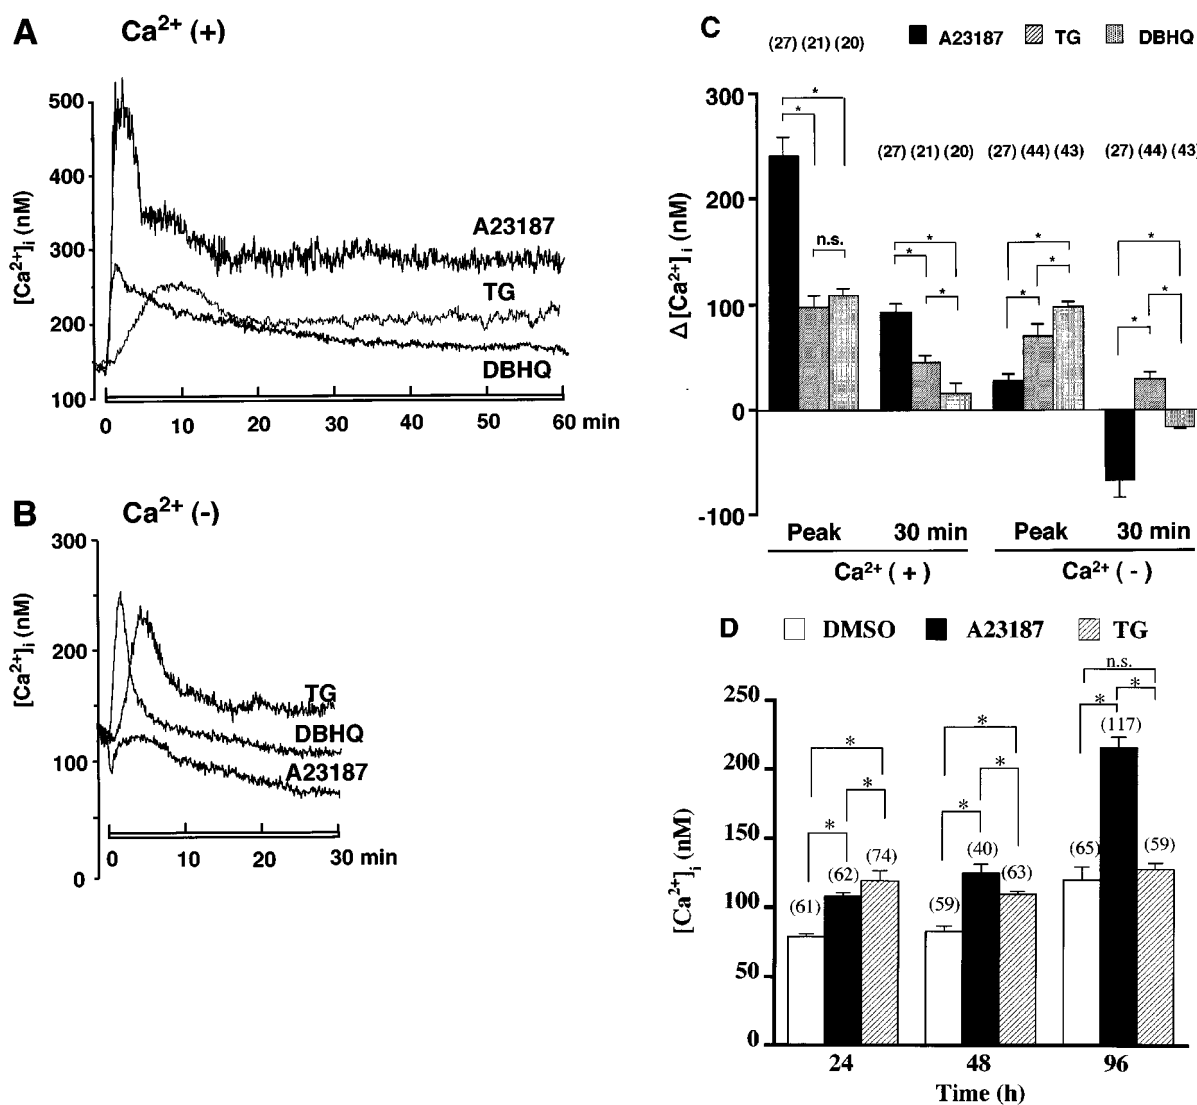 A Ca2+ (+)
[Ca2+]i (nM)
500
400
300
200
100
A23187
TG
DBHQ
0 10 20 30 40 50 60 min
B Ca2+ (-)
[Ca2+]i (nM)
300
200
100
0
TG
DBHQ
A23187
0 10 20 30 min
C
A23187 TG DBHQ
(27) (21) (20)
(27) (21) (20) (27) (44) (43) (27) (44) (43)
Δ [Ca2+]i (nM)
300
200
100
0
-100
* *
n.s.
* * *
* * *
* * *
Peak 30 min Peak 30 min
Ca2+ ( + ) Ca2+ ( - )
D DMSO A23187 TG
[Ca2+]i (nM)
250
200
150
100
50
0
* * *
(61) (62) (74)
* * *
(59) (40) (63)
n.s.
* *
(65) (117) (59)
24 48 96
Time (h)